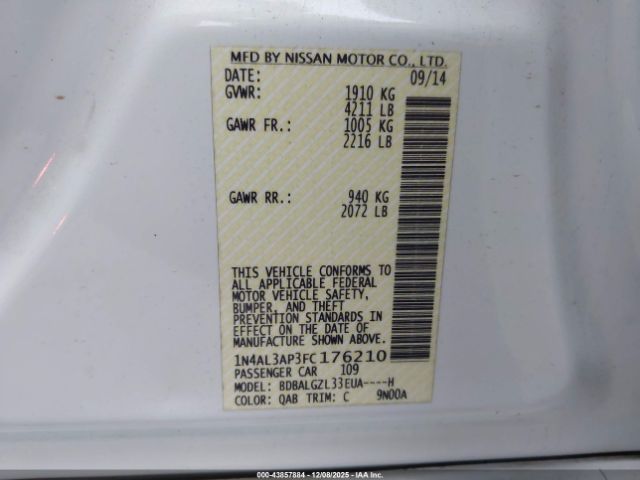 MFD BY NISSAN MOTOR CO., LTD.
DATE: 09/14
GVWR: 1910 KG
4211 LB
GAWR FR.: 1005 KG
2216 LB
GAWR RR.: 940 KG
2072 LB
THIS VEHICLE CONFORMS TO
ALL APPLICABLE FEDERAL
MOTOR VEHICLE SAFETY,
BUMPER, AND THEFT
PREVENTION STANDARDS IN
EFFECT ON THE DATE OF
MANUFACTURE SHOWN ABOVE.
1N4AL3AP3FC176210
PASSENGER CAR 109
MODEL: BDBALGZL33EUA----H
COLOR: QAB TRIM: C 9N00A
000-43857884 - 12/08/2025 - IAA Inc.